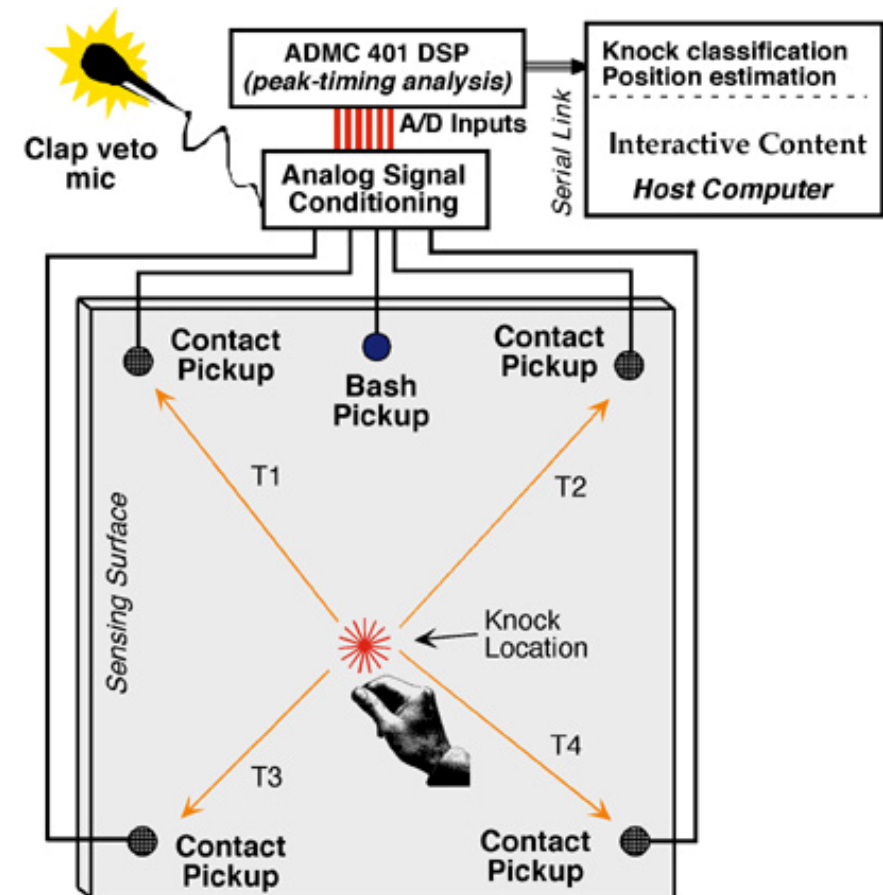 ADMC 401 DSP
(peak-timing analysis)
Knock classification
Position estimation
Interactive Content
Host Computer
Serial Link
A/D Inputs
Clap veto
mic
Analog Signal
Conditioning
Contact
Pickup
Bash
Pickup
Contact
Pickup
T1
T2
Sensing Surface
Knock
Location
T3
T4
Contact
Pickup
Contact
Pickup